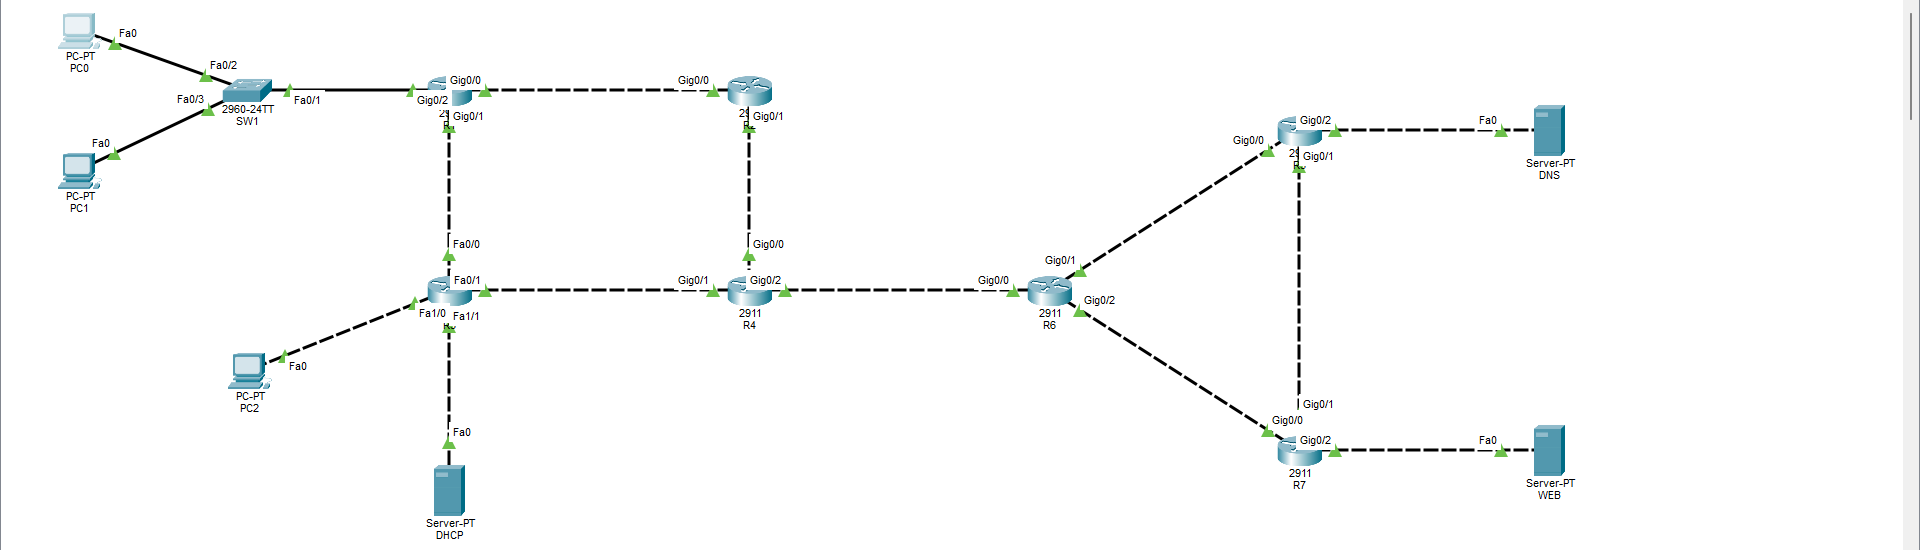 Fa0
PC-PT
PC0
Fa0/2
Fa0/3
Fa0/1
2960-24TT
SW1
Fa0
PC-PT
PC1
Gig0/0
Gig0/2
Gig0/1
Gig0/0
Gig0/1
Fa0/0
Fa0/1
Fa1/0
Fa1/1
Gig0/0
Gig0/1
Gig0/2
2911
R4
Fa0
PC-PT
PC2
Fa0
Server-PT
DHCP
Gig0/0
Gig0/1
Gig0/2
2911
R6
Gig0/0
Gig0/2
Gig0/1
Fa0
Server-PT
DNS
Gig0/1
Gig0/0
Gig0/2
2911
R7
Fa0
Server-PT
WEB